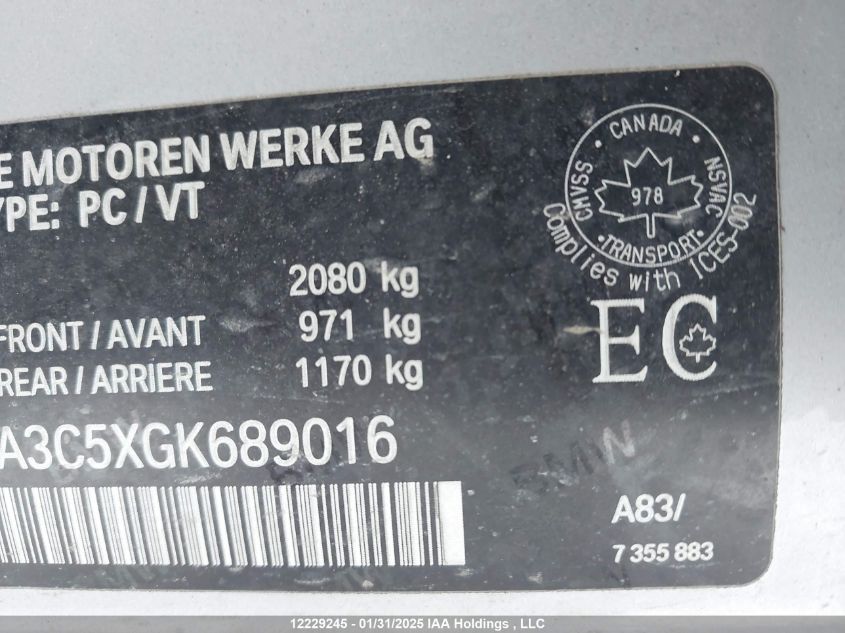 E MOTOREN WERKE AG
YPE: PC / VT
2080 kg
FRONT / AVANT 971 kg
REAR / ARRIERE 1170 kg
A3C5XGK689016
CANADA
CMVSS 978 NSVAC
TRANSPORT
Complies with ICES-002
EC
BMW
A83/
7 355 883
12229245 - 01/31/2025 IAA Holdings , LLC